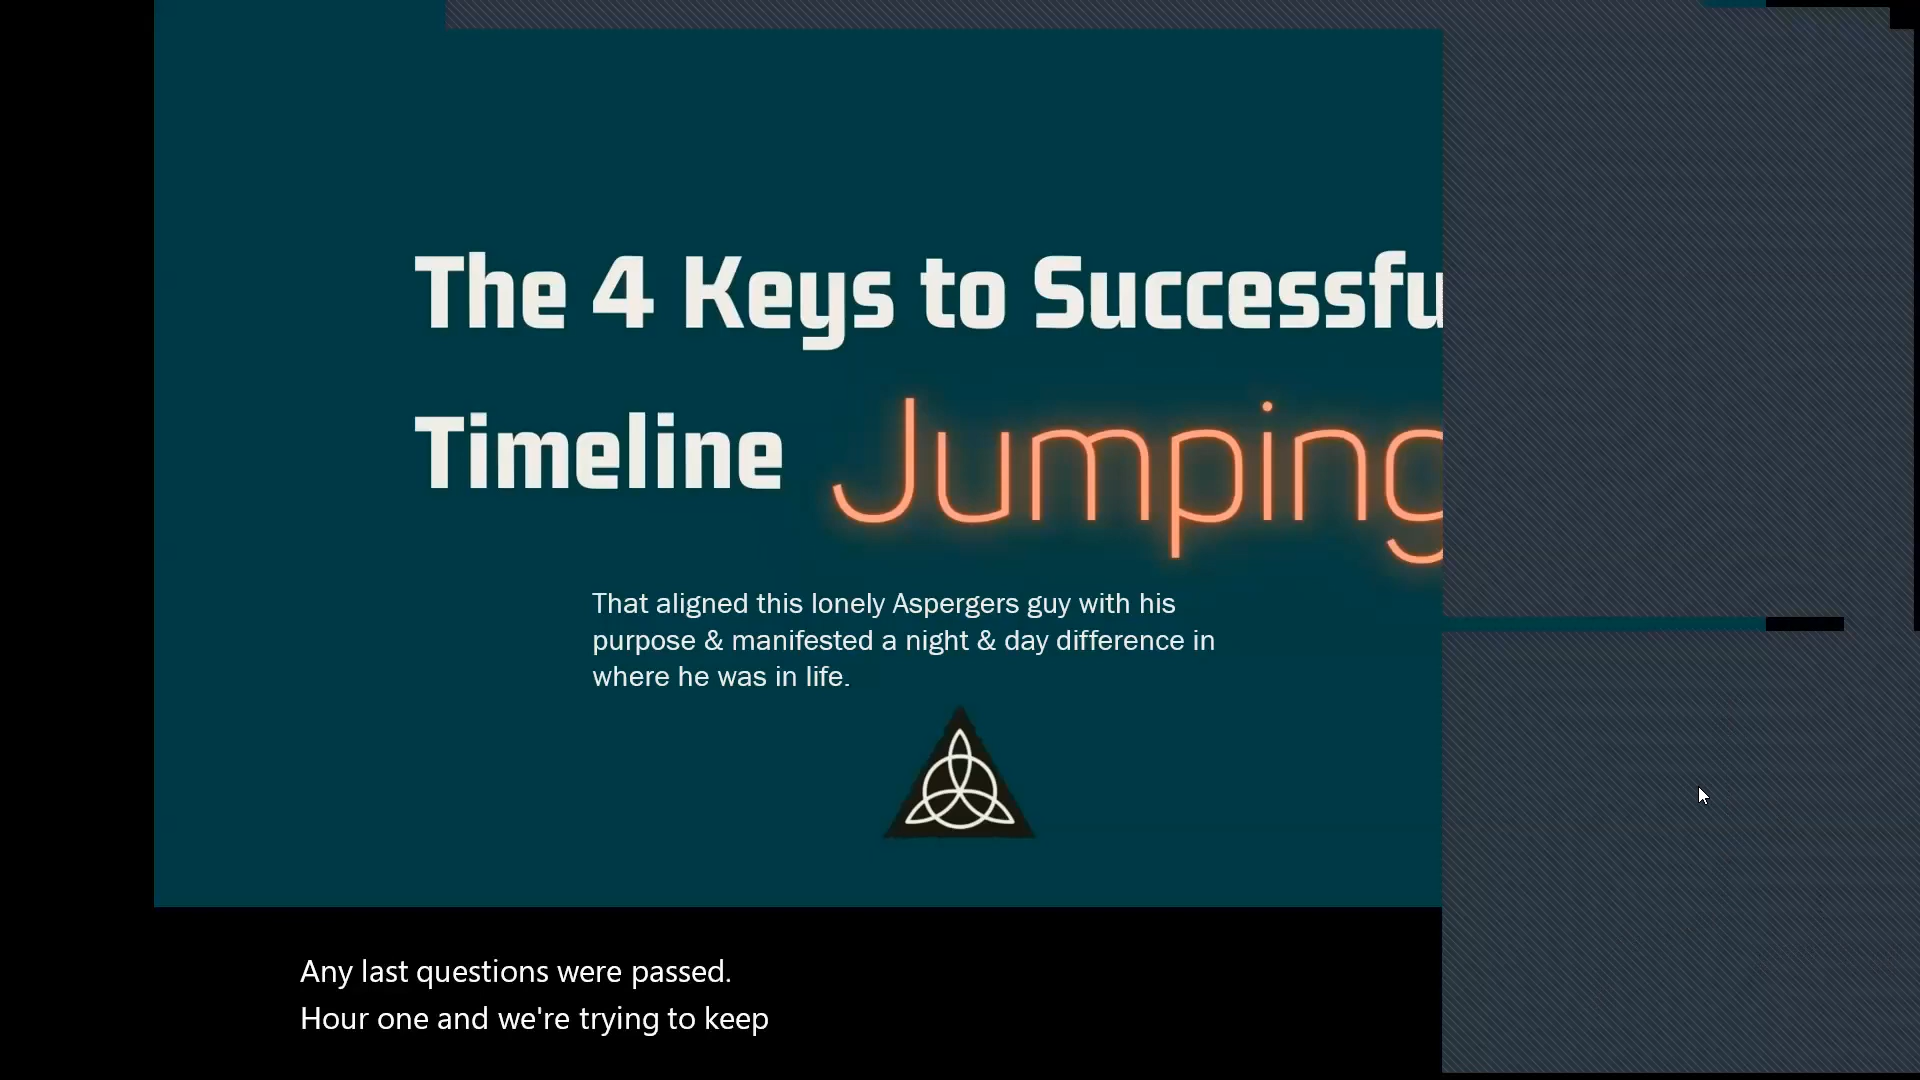 The 4 Keys to Successfu
Timeline Jumping
That aligned this lonely Aspergers guy with his
purpose & manifested a night & day difference in
where he was in life.
Any last questions were passed.
Hour one and we're trying to keep